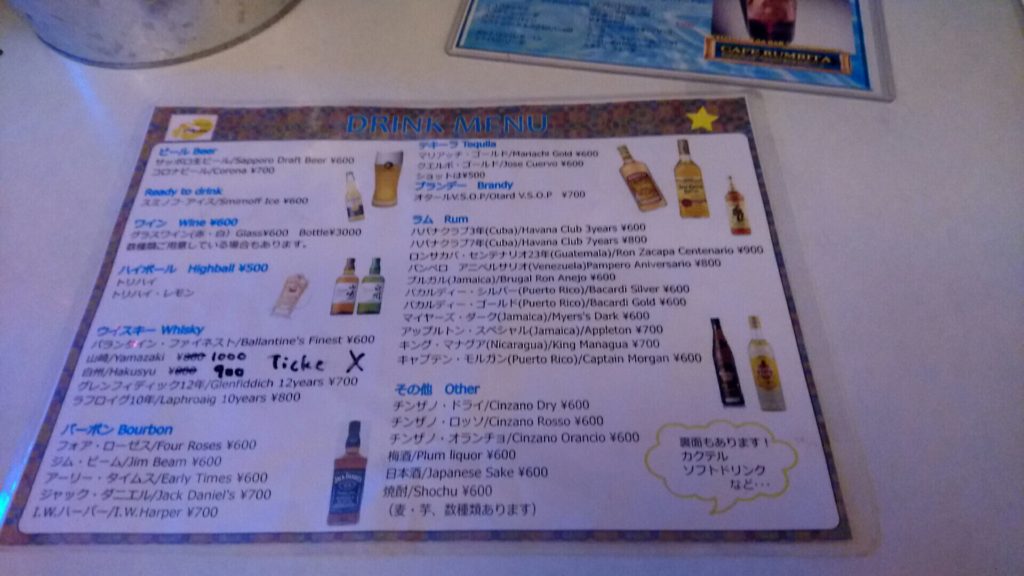 CAFE RUMBITA
DRINK MENU
ビール Beer
サッポロ生ビール/Sapporo Draft Beer ¥600
コロナビール/Corona ¥700
Ready to drink
スミノフ・アイス/Smirnoff Ice ¥600
ワイン Wine ¥600
グラスワイン(赤・白) Glass¥600 Bottle¥3000
数種類ご用意している場合もあります。
ハイボール Highball ¥500
トリハイ
トリハイ・レモン
ウイスキー Whisky
バランタイン・ファイネスト/Ballantine's Finest ¥600
山崎/Yamazaki ¥800 1000
白州/Hakusyu ¥800 900
Ticke X
グレンフィディック12年/Glenfiddich 12years ¥700
ラフロイグ10年/Laphroaig 10years ¥800
バーボン Bourbon
フォア・ローゼス/Four Roses ¥600
ジム・ビーム/Jim Beam ¥600
アーリー・タイムス/Early Times ¥600
ジャック・ダニエル/Jack Daniel's ¥700
I.W.ハーパー/I.W.Harper ¥700
テキーラ Tequila
マリアッチ・ゴールド/Mariachi Gold ¥600
クエルボ・ゴールド/Jose Cuervo ¥600
ショットは¥500
ブランデー Brandy
オタールV.S.O.P/Otard V.S.O.P ¥700
ラム Rum
ハバナクラブ3年(Cuba)/Havana Club 3years ¥600
ハバナクラブ7年(Cuba)/Havana Club 7years ¥800
ロンサカパ・センテナリオ23年(Guatemala)/Ron Zacapa Centenario ¥900
パンペロ アニベルサリオ(Venezuela)Pampero Aniversario ¥800
ブルガル(Jamaica)/Brugal Ron Anejo ¥600
バカルディー・シルバー(Puerto Rico)/Bacardi Silver ¥600
バカルディー・ゴールド(Puerto Rico)/Bacardi Gold ¥600
マイヤーズ・ダーク(Jamaica)/Myers's Dark ¥600
アップルトン・スペシャル(Jamaica)/Appleton ¥700
キング・マナグア(Nicaragua)/King Managua ¥700
キャプテン・モルガン(Puerto Rico)/Captain Morgan ¥600
その他 Other
チンザノ・ドライ/Cinzano Dry ¥600
チンザノ・ロッソ/Cinzano Rosso ¥600
チンザノ・オランチョ/Cinzano Orancio ¥600
梅酒/Plum liquor ¥600
日本酒/Japanese Sake ¥600
焼酎/Shochu ¥600
(麦・芋、数種類あります)
裏面もあります!
カクテル
ソフトドリンク
など・・・